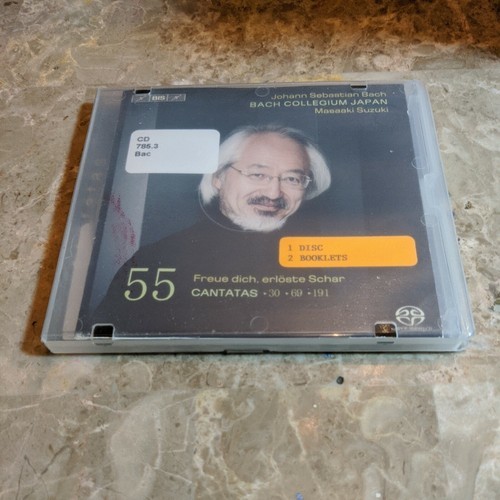 BIS
Johann Sebastian Bach
BACH COLLEGIUM JAPAN
Masaaki Suzuki
CD
785.3
Bac
1 DISC
2 BOOKLETS
55
Freue dich, erlöste Schar
CANTATAS • 30 • 69 • 191